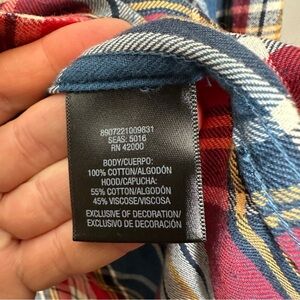 8907221009831
SEAS: 5016
RN 42000
BODY/CUERPO:
100% COTTON/ALGODÓN
HOOD/CAPUCHA:
55% COTTON/ALGODÓN
45% VISCOSE/VISCOSA
EXCLUSIVE OF DECORATION/
EXCLUSIVO DE DECORACIÓN